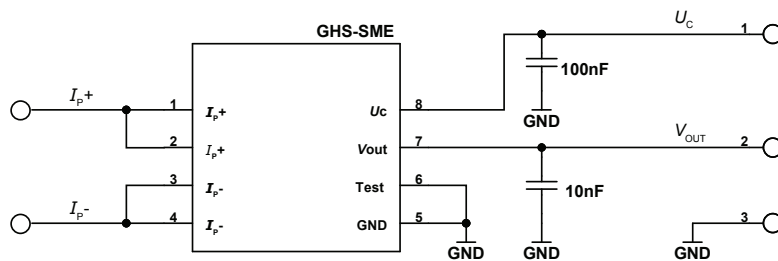 GHS-SME
U_C
1
100nF
GND
I_P+
1
I_P+
Uc
8
2
I_P+
Vout
7
V_OUT
2
3
I_P-
Test
6
10nF
I_P-
4
I_P-
GND
5
3
GND
GND
GND